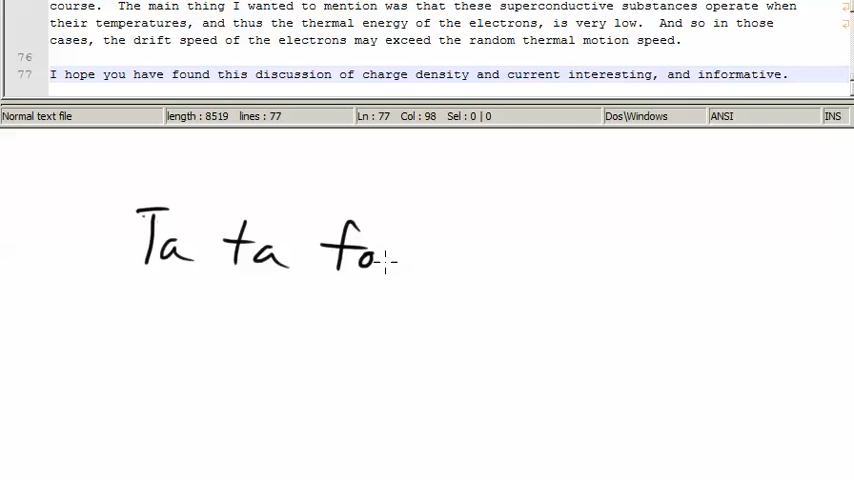 course.  The main thing I wanted to mention was that these superconductive substances operate when
their temperatures, and thus the thermal energy of the electrons, is very low.  And so in those
cases, the drift speed of the electrons may exceed the random thermal motion speed.
76
77 I hope you have found this discussion of charge density and current interesting, and informative.
Normal text file length : 8519 lines : 77 Ln : 77 Col : 98 Sel : 0 | 0 Dos\Windows ANSI INS
Ta ta fo